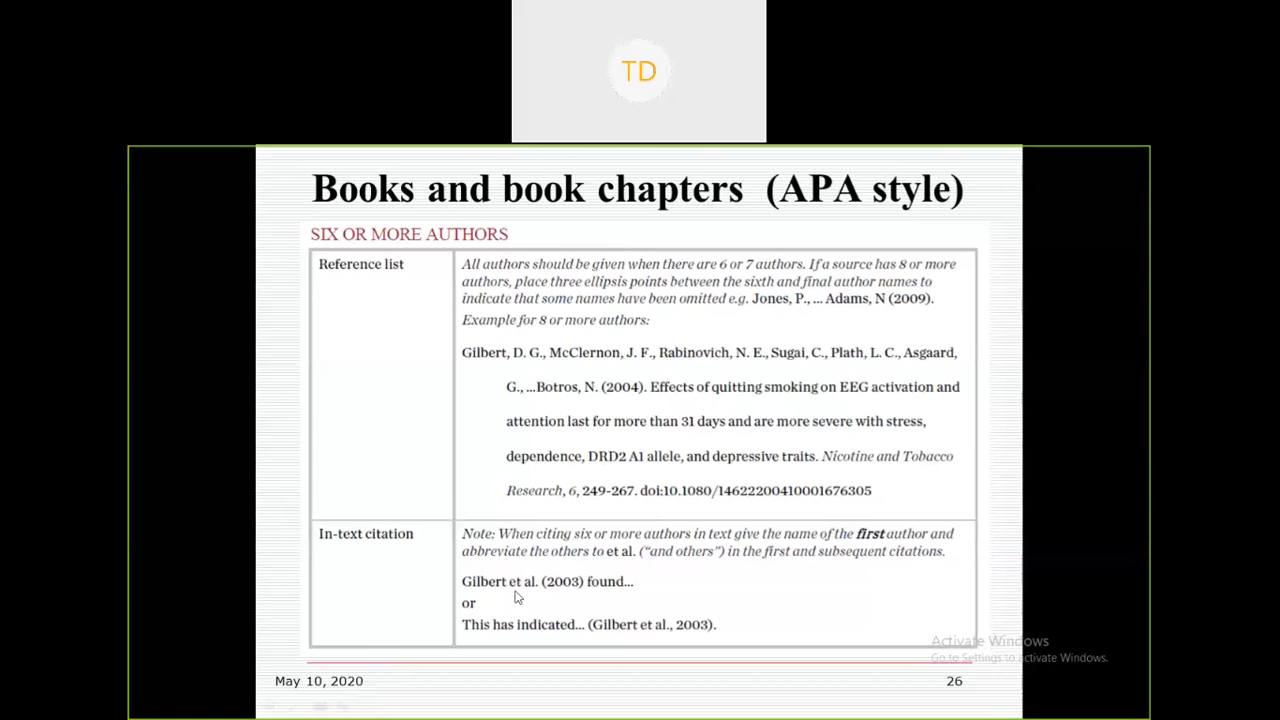 TD
Books and book chapters (APA style)
SIX OR MORE AUTHORS
Reference list
All authors should be given when there are 6 or 7 authors. If a source has 8 or more
authors, place three ellipsis points between the sixth and final author names to
indicate that some names have been omitted e.g. Jones, P., ... Adams, N (2009).
Example for 8 or more authors:
Gilbert, D. G., McClernon, J. F., Rabinovich, N. E., Sugai, C., Plath, L. C., Asgaard,
G., ...Botros, N. (2004). Effects of quitting smoking on EEG activation and
attention last for more than 31 days and are more severe with stress,
dependence, DRD2 A1 allele, and depressive traits. Nicotine and Tobacco
Research, 6, 249-267. doi:10.1080/14622200410001676305
In-text citation
Note: When citing six or more authors in text give the name of the first author and
abbreviate the others to et al. (“and others”) in the first and subsequent citations.
Gilbert et al. (2003) found...
or
This has indicated... (Gilbert et al., 2003).
Activate Windows
Go to Settings to activate Windows.
May 10, 2020
26